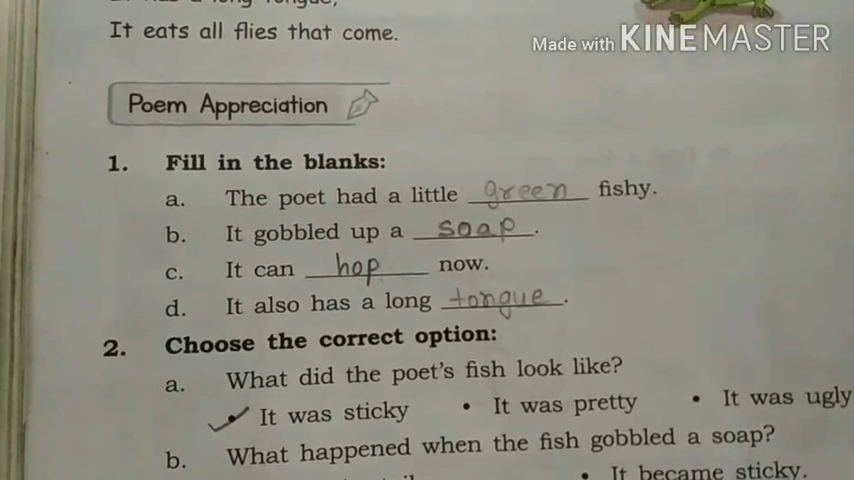 It eats all flies that come.
Made with KINEMASTER
Poem Appreciation
1. Fill in the blanks:
a. The poet had a little green fishy.
b. It gobbled up a soap.
c. It can hop now.
d. It also has a long tongue.
2. Choose the correct option:
a. What did the poet's fish look like?
• It was sticky • It was pretty • It was ugly
b. What happened when the fish gobbled a soap?
• It became sticky.